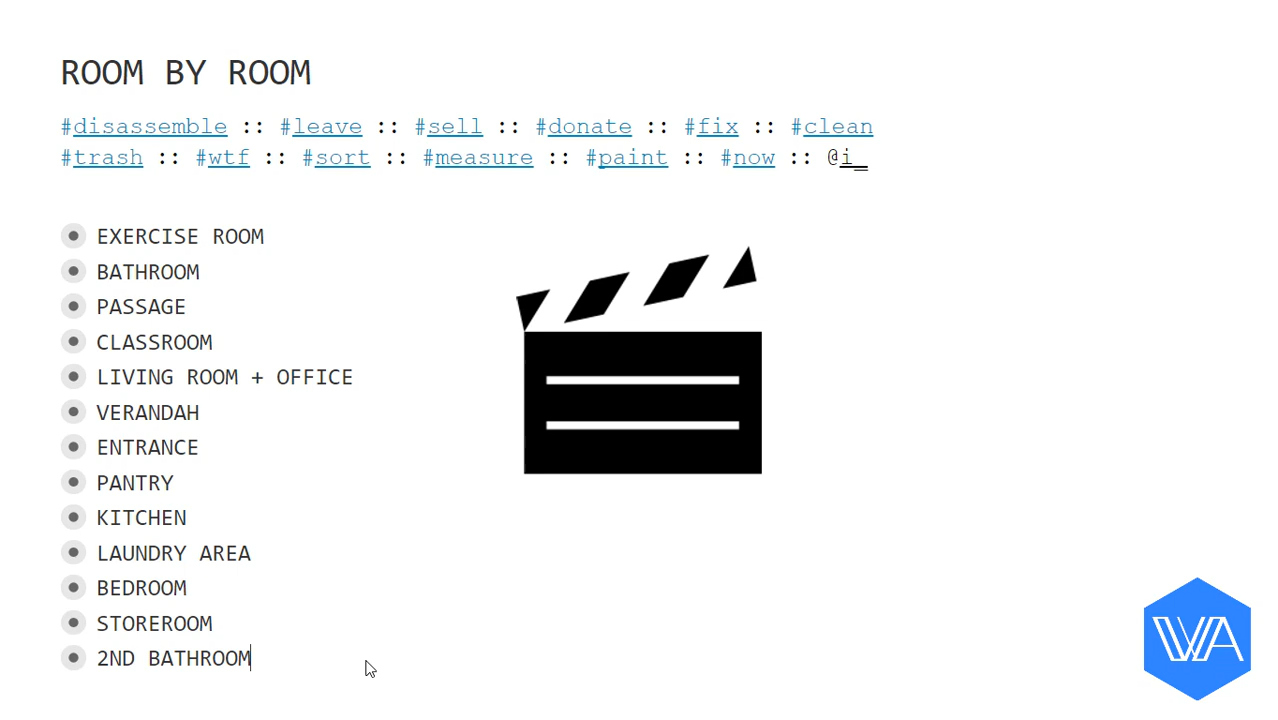 ROOM BY ROOM
#disassemble :: #leave :: #sell :: #donate :: #fix :: #clean
#trash :: #wtf :: #sort :: #measure :: #paint :: #now :: @i_
EXERCISE ROOM
BATHROOM
PASSAGE
CLASSROOM
LIVING ROOM + OFFICE
VERANDAH
ENTRANCE
PANTRY
KITCHEN
LAUNDRY AREA
BEDROOM
STOREROOM
2ND BATHROOM
WA